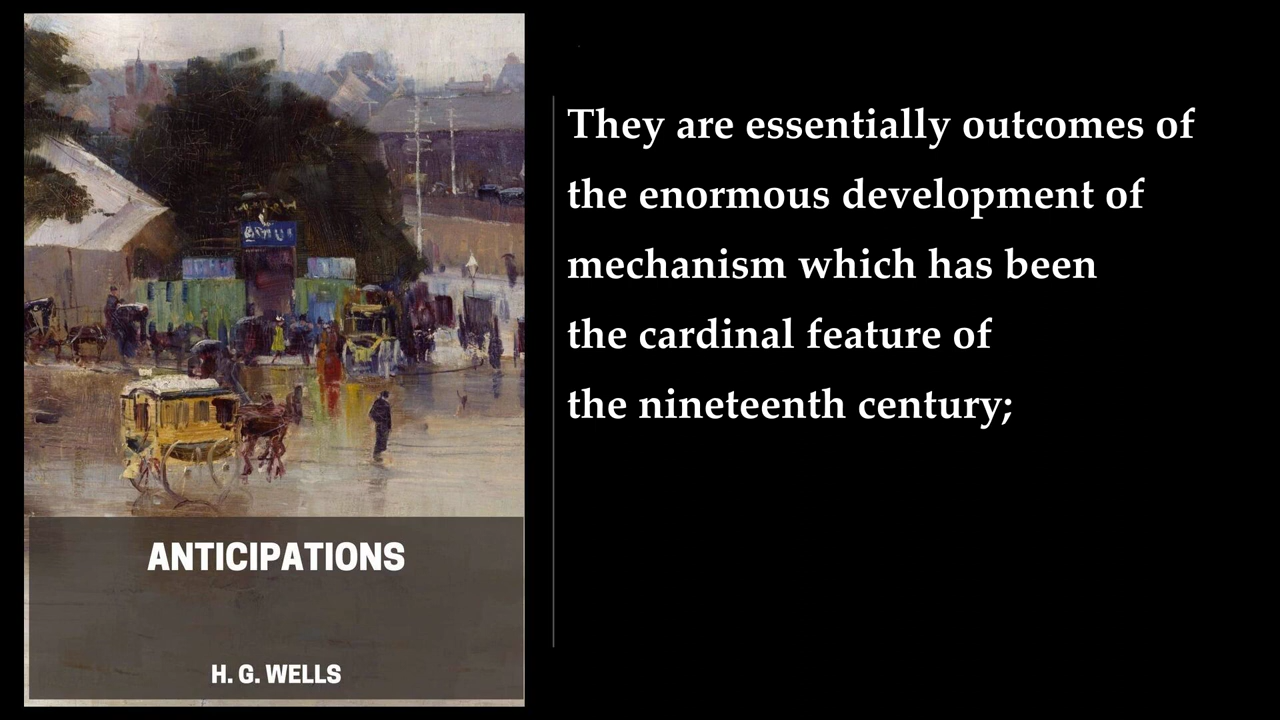 They are essentially outcomes of
the enormous development of
mechanism which has been
the cardinal feature of
the nineteenth century;
ANTICIPATIONS
H. G. WELLS